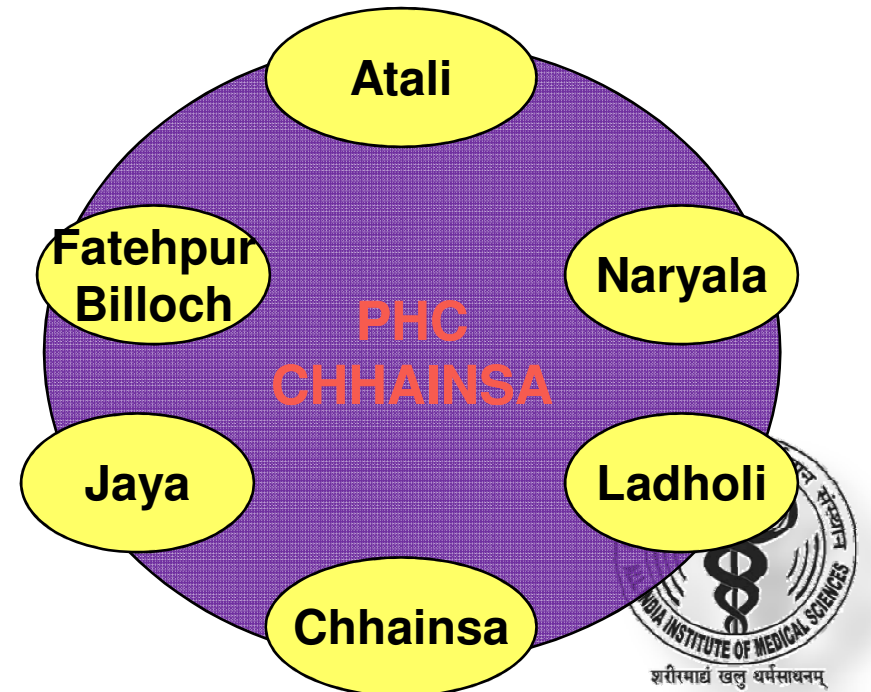 Atali
Fatehpur
Billoch
Naryala
PHC
CHHAINSA
Jaya
Ladholi
Chhainsa
INDIA INSTITUTE OF MEDICAL SCIENCES
शरीरमाद्यं खलु धर्मसाधनम्